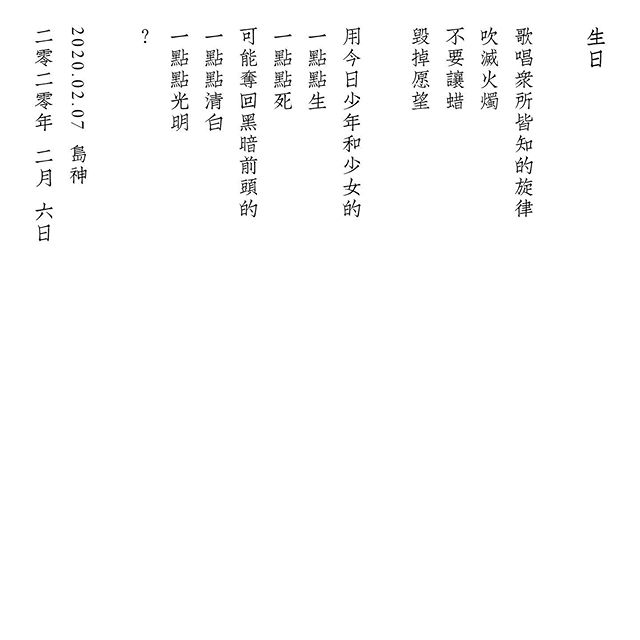 生日
歌唱衆所皆知的旋律
吹滅火燭
不要讓蜡
毀掉愿望
用今日少年和少女的
一點點生
一點點死
可能奪回黑暗前頭的
一點點清白
一點點光明
?
2020.02.07 島神
二零二零年 二月 六日